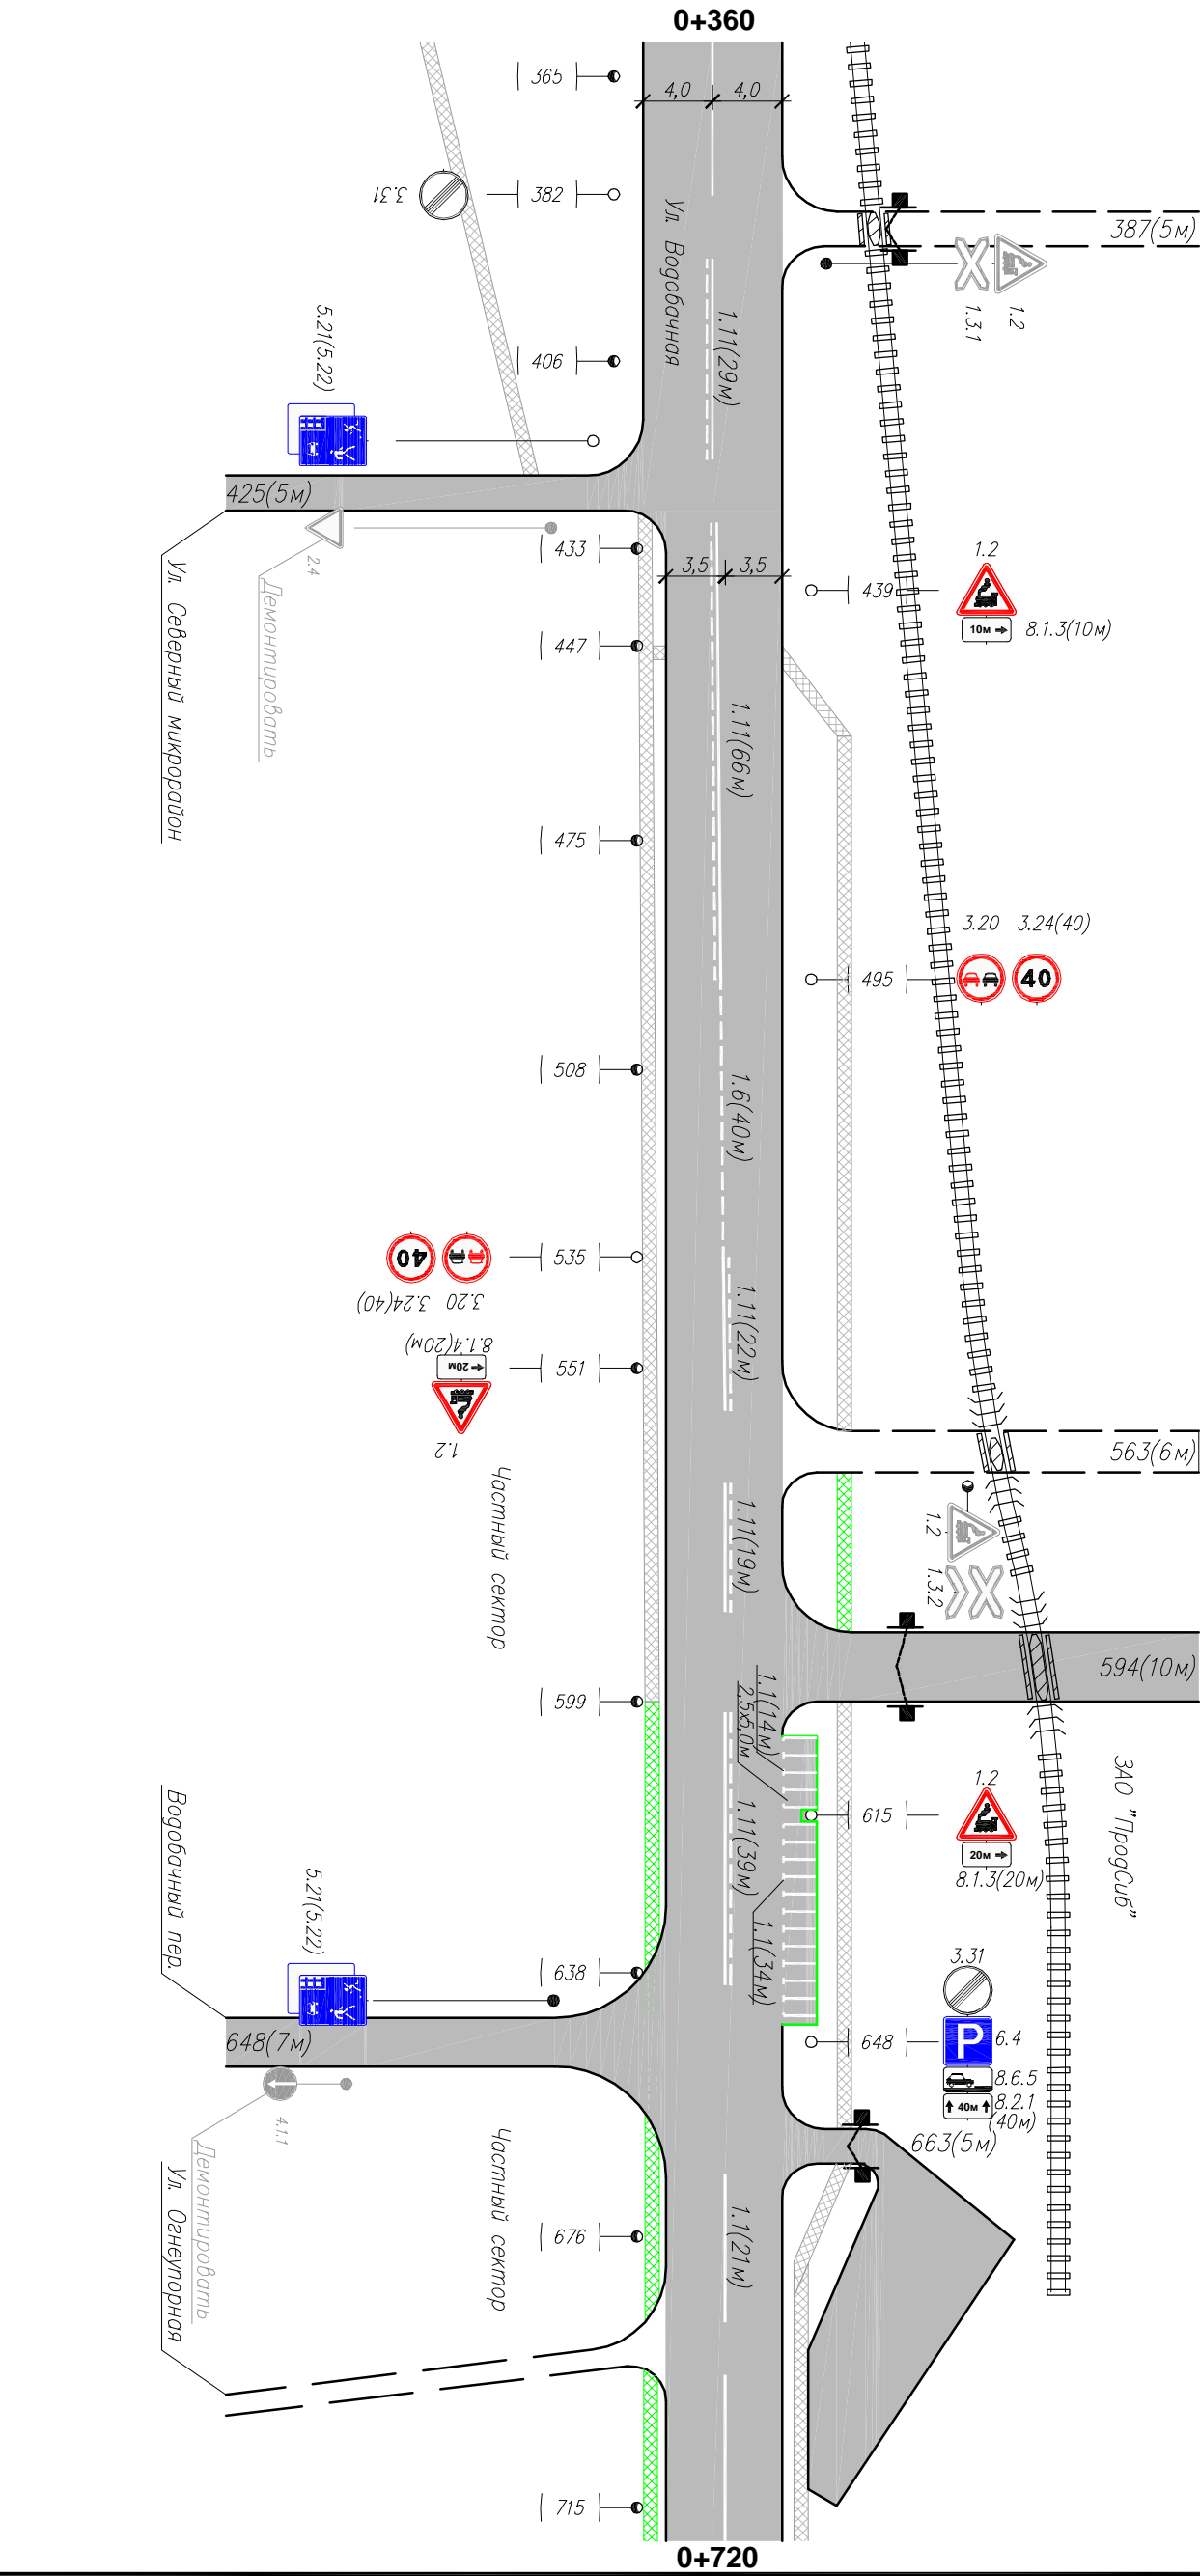 0+360
365
4,0
4,0
382
3.31
387(5м)
Ул. Водобачная
1.2
1.3.1
1.11(29м)
5.21(5.22)
406
425(5м)
2.4
Демонтировать
Ул. Северный микрорайон
433
3,5
3,5
439
1.2
10м
8.1.3(10м)
447
1.11(66м)
475
3.20
3.24(40)
495
40
508
1.6(40м)
535
40
3.24(40)
3.20
1.11(22м)
8.1.4(20м)
20м
551
1.2
563(6м)
Частный сектор
1.11(19м)
1.2
1.3.2
594(10м)
599
1.1(14м)
2,5х5,0м
ЗАО "ПродСиб"
1.2
615
20м
8.1.3(20м)
1.11(39м)
1.1(34м)
Водобачный пер.
5.21(5.22)
638
3.31
648(7м)
648
P
6.4
8.6.5
40м
8.2.1
(40м)
4.1.1
Демонтировать
Ул. Огнеупорная
663(5м)
Частный сектор
676
1.1(21м)
715
0+720